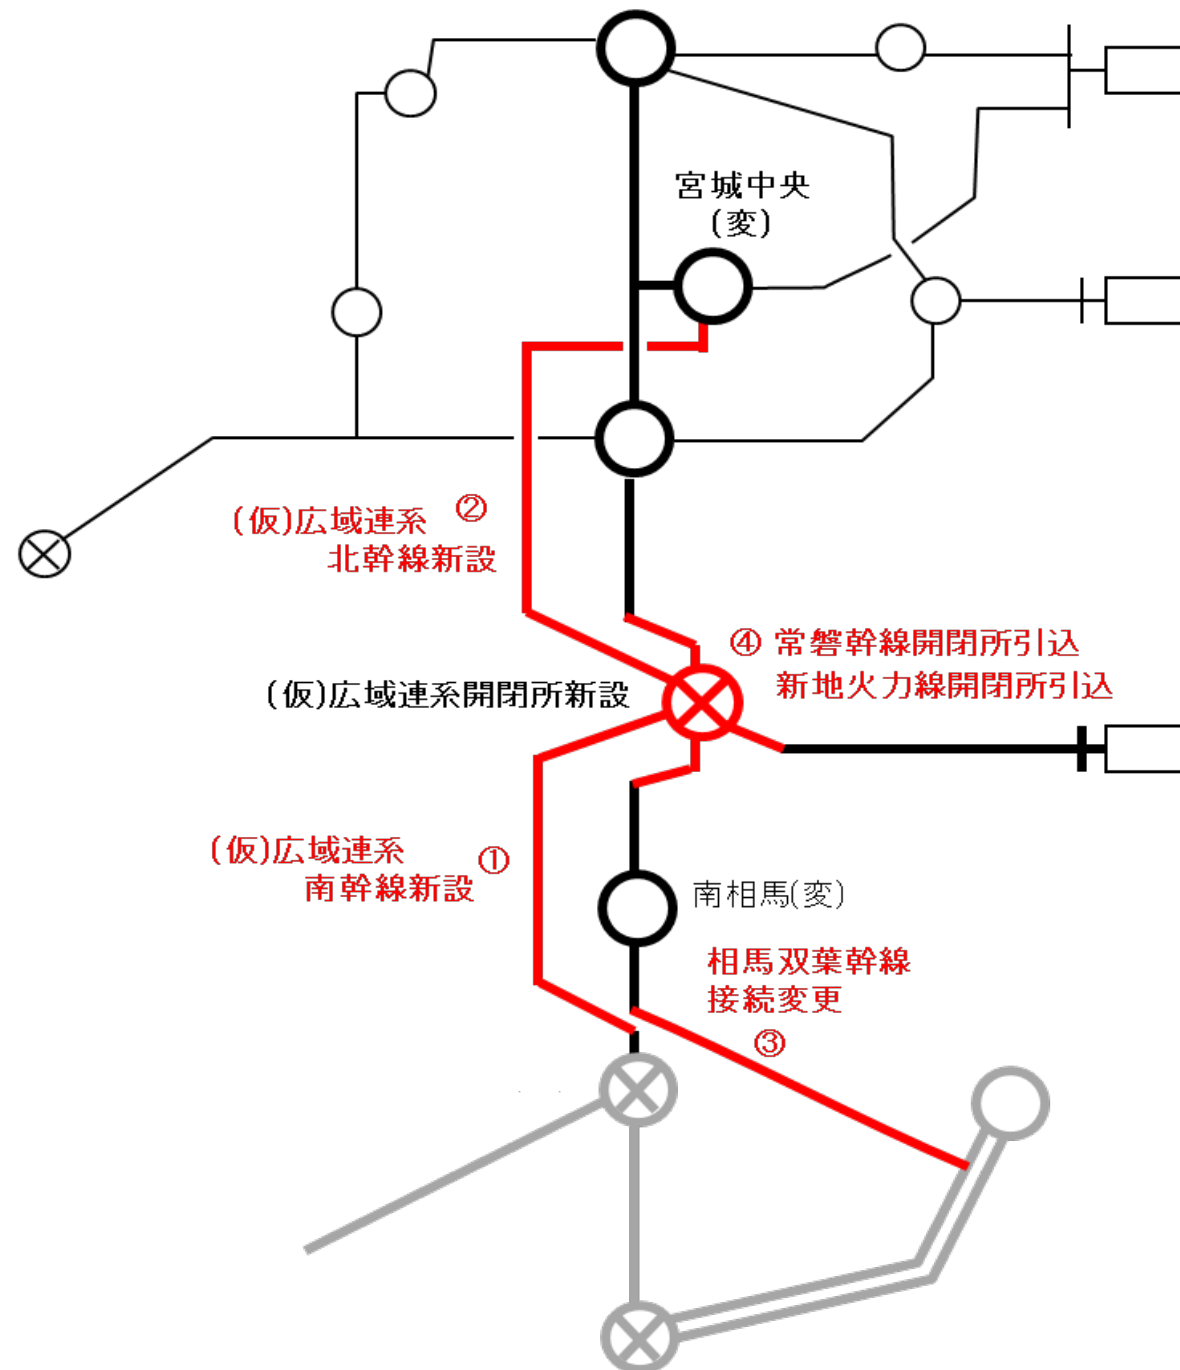 宮城中央
(変)
(仮)広域連系 ②
北幹線新設
④ 常磐幹線開閉所引込
新地火力線開閉所引込
(仮)広域連系開閉所新設
(仮)広域連系 ①
南幹線新設
南相馬(変)
相馬双葉幹線
接続変更
③